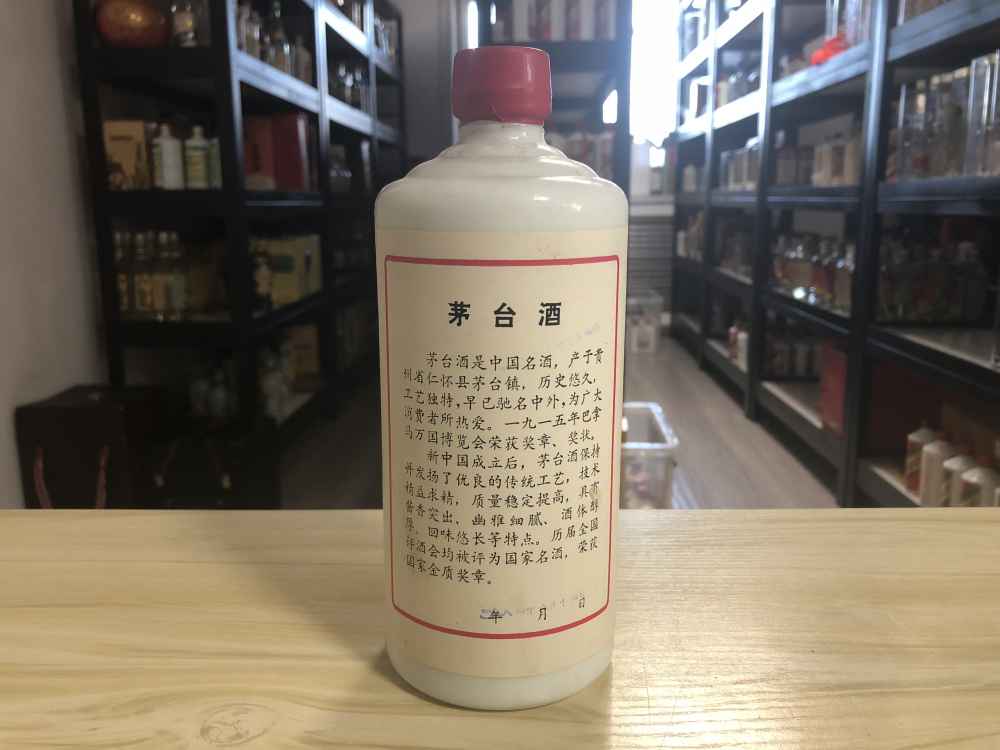 茅台酒
茅台酒是中国名酒，产于贵
州省仁怀县茅台镇，历史悠久，
工艺独特，早已驰名中外，为广大
消费者所热爱。一九一五年巴拿
马万国博览会荣获奖章、奖状。
新中国成立后，茅台酒保持
并发扬了优良的传统工艺，技术
精益求精，质量稳定提高，具有
酱香突出、幽雅细腻、酒体醇
厚，回味悠长等特点。历届全国
评酒会均被评为国家名酒，荣获
国家金质奖章。
年 月 日